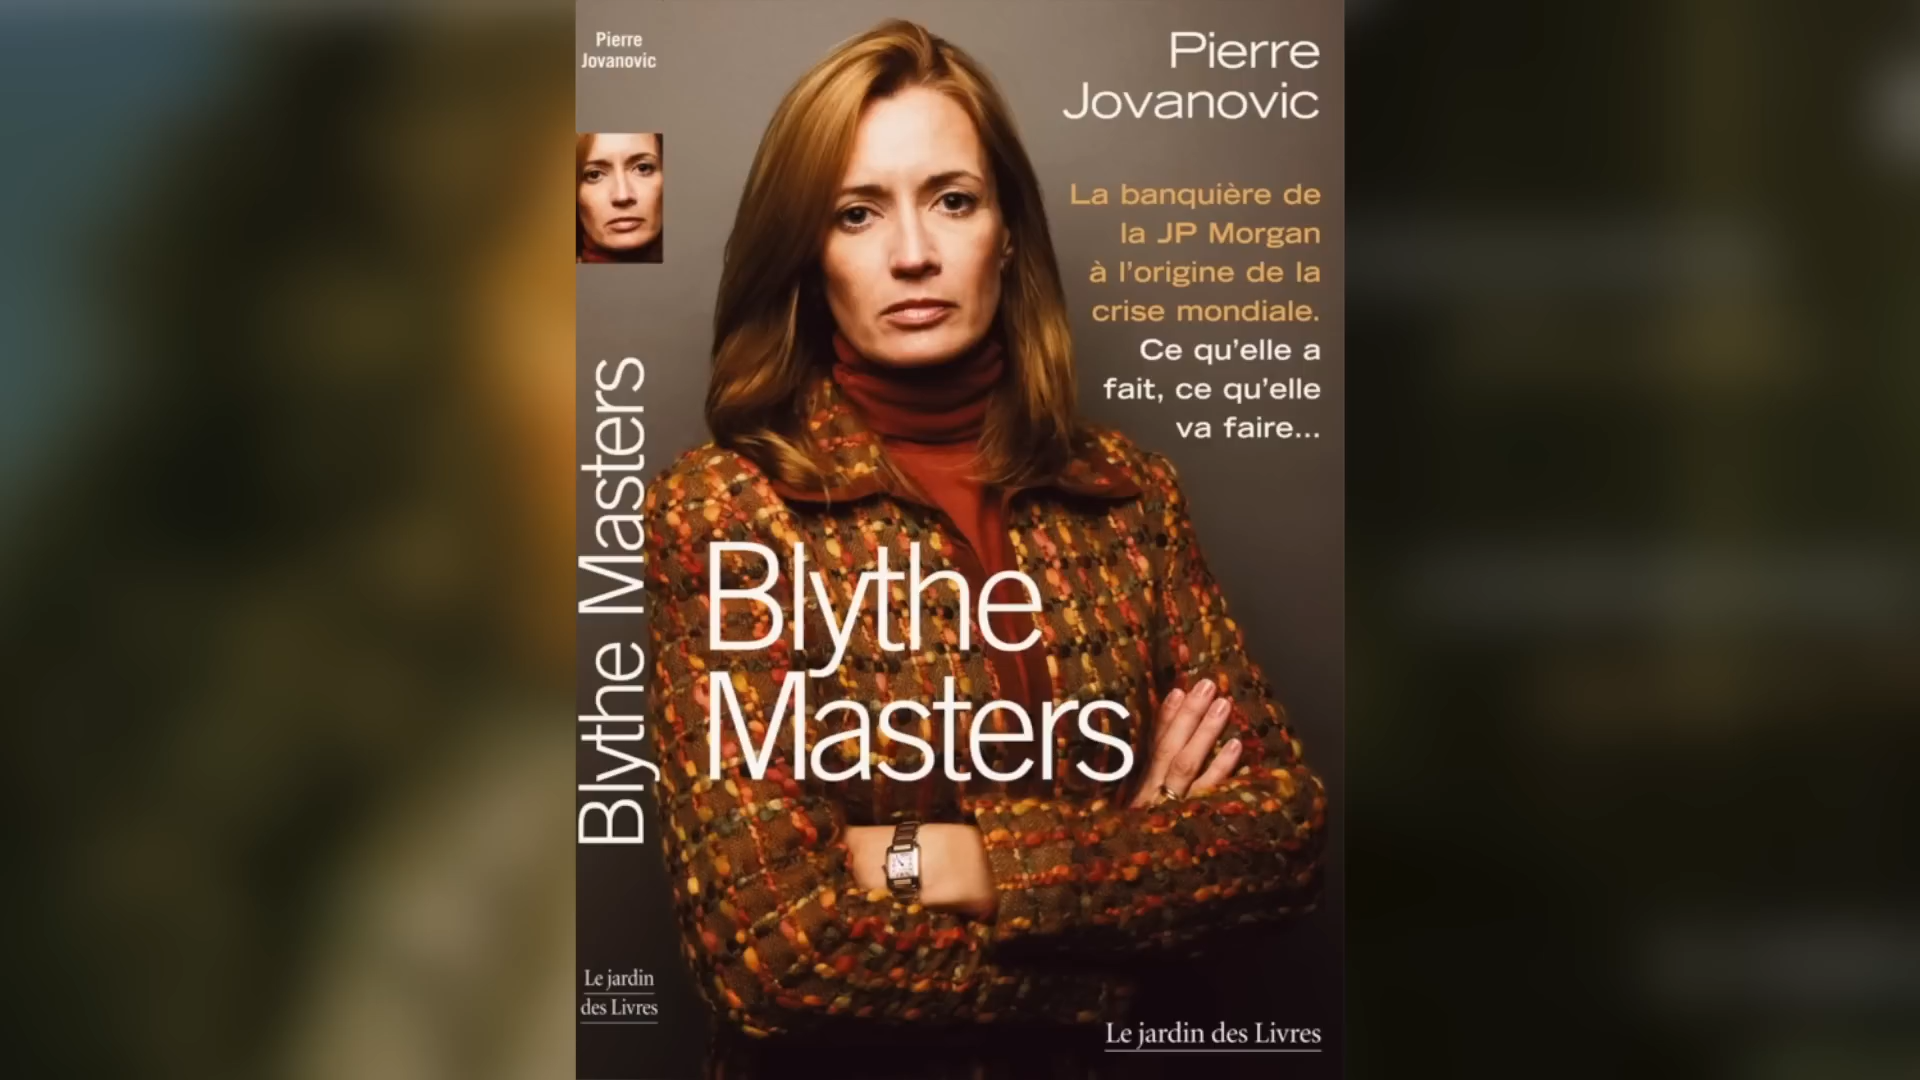 Pierre
Jovanovic
Blythe Masters
Le jardin
des Livres
Pierre
Jovanovic
La banquière de
la JP Morgan
à l'origine de la
crise mondiale.
Ce qu'elle a
fait, ce qu'elle
va faire...
Blythe
Masters
Le jardin des Livres